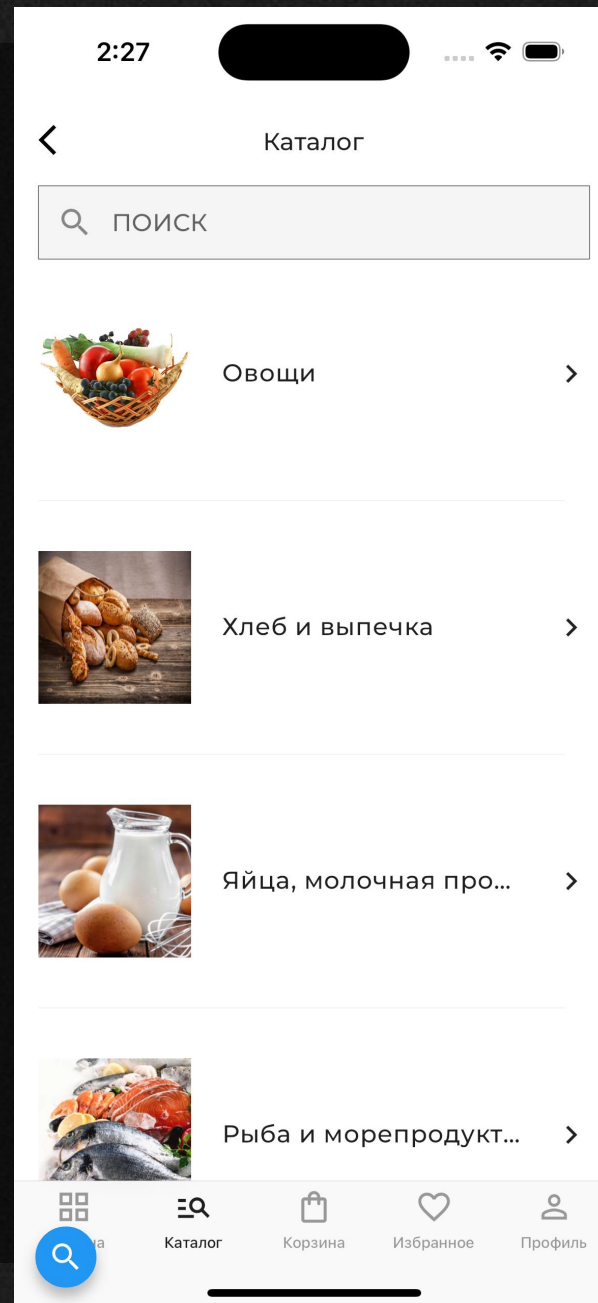 2:27
Каталог
ПОИСК
Овощи
Хлеб и выпечка
Яйца, молочная про...
Рыба и морепродукт...
Каталог
Корзина
Избранное
Профиль